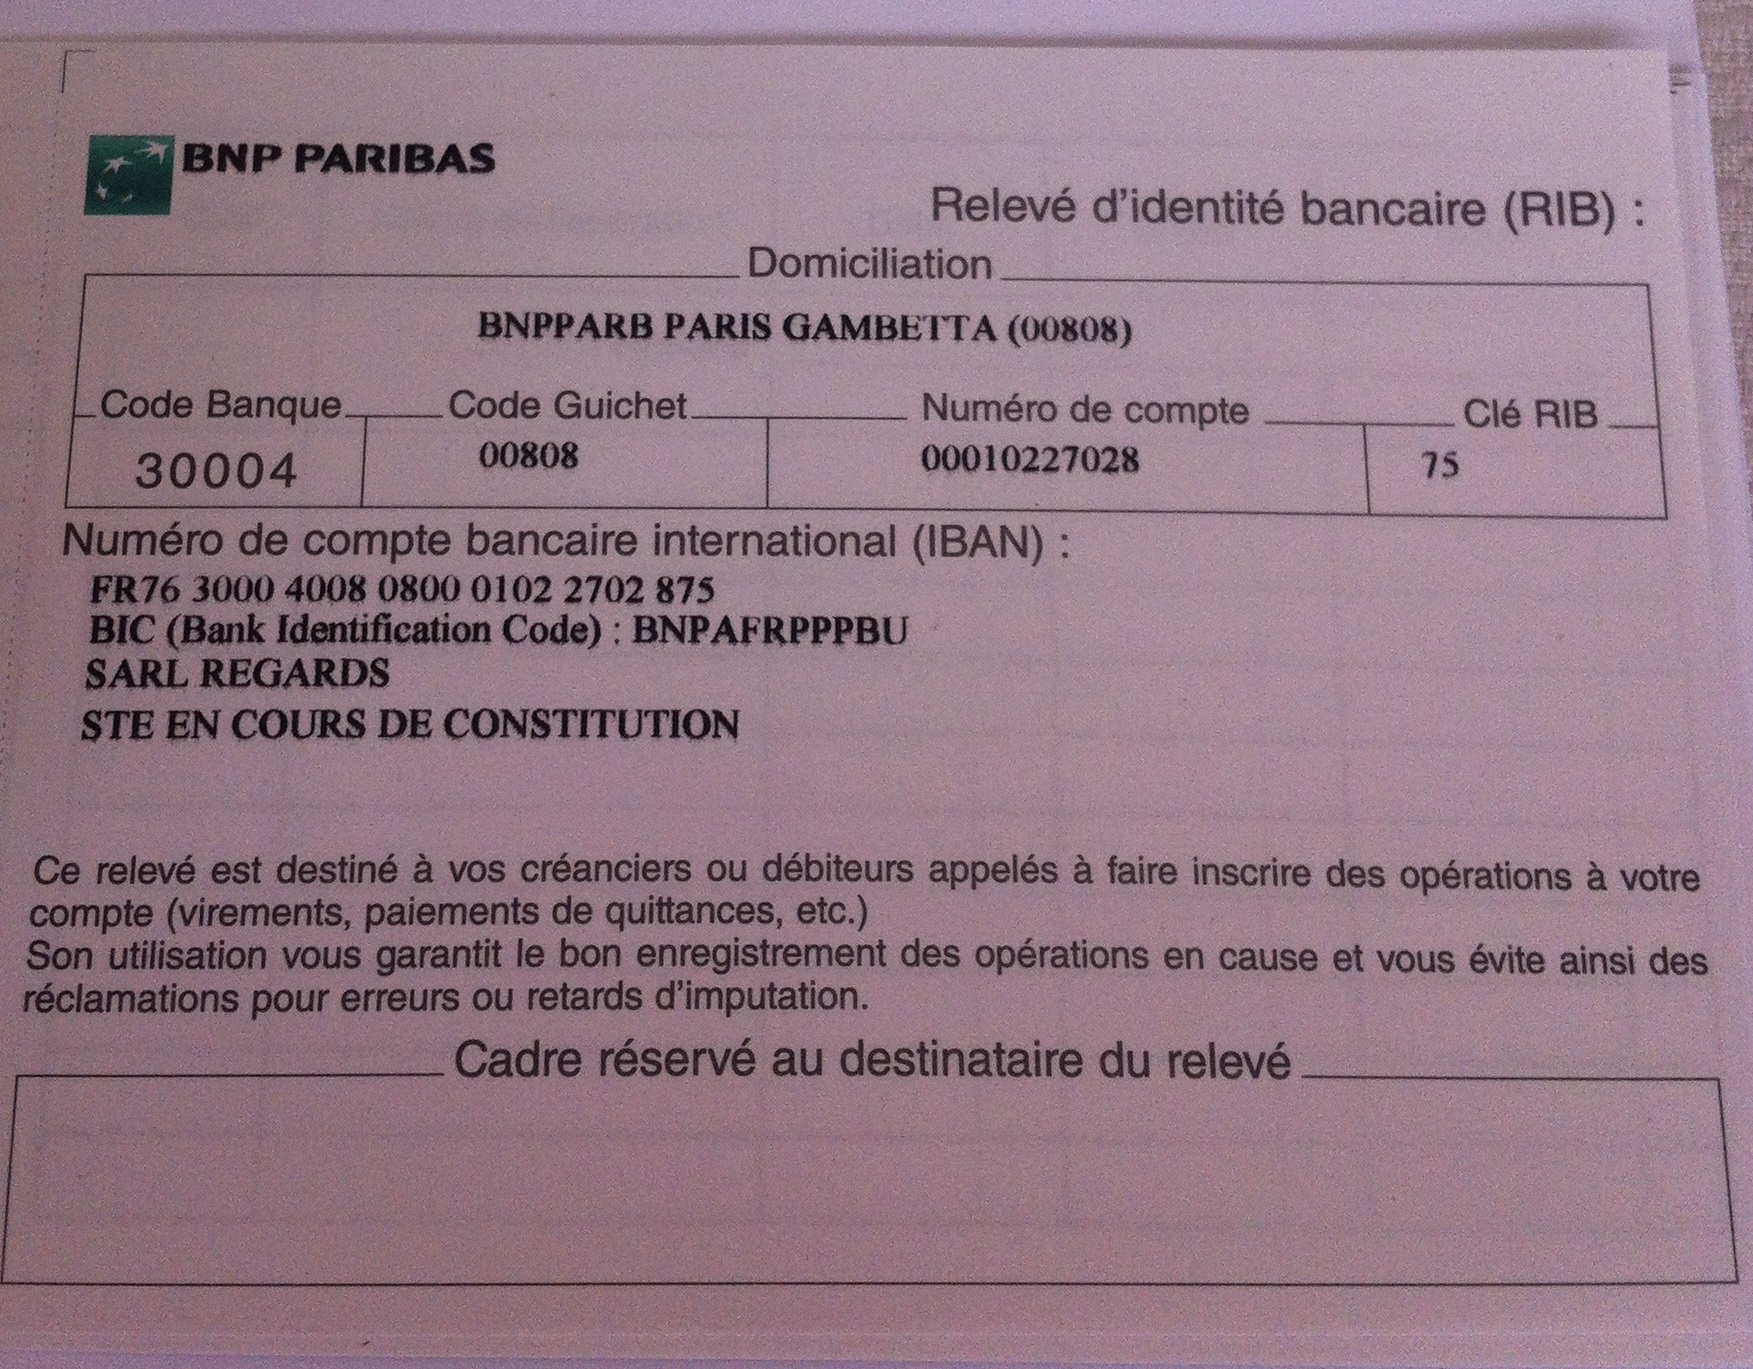 BNP PARIBAS
Relevé d'identité bancaire (RIB) :
Domiciliation
BNPPARB PARIS GAMBETTA (00808)
Code Banque Code Guichet Numéro de compte Clé RIB
30004 00808 00010227028 75
Numéro de compte bancaire international (IBAN) :
FR76 3000 4008 0800 0102 2702 875
BIC (Bank Identification Code) : BNPAFRPPPBU
SARL REGARDS
STE EN COURS DE CONSTITUTION
Ce relevé est destiné à vos créanciers ou débiteurs appelés à faire inscrire des opérations à votre
compte (virements, paiements de quittances, etc.)
Son utilisation vous garantit le bon enregistrement des opérations en cause et vous évite ainsi des
réclamations pour erreurs ou retards d'imputation.
Cadre réservé au destinataire du relevé